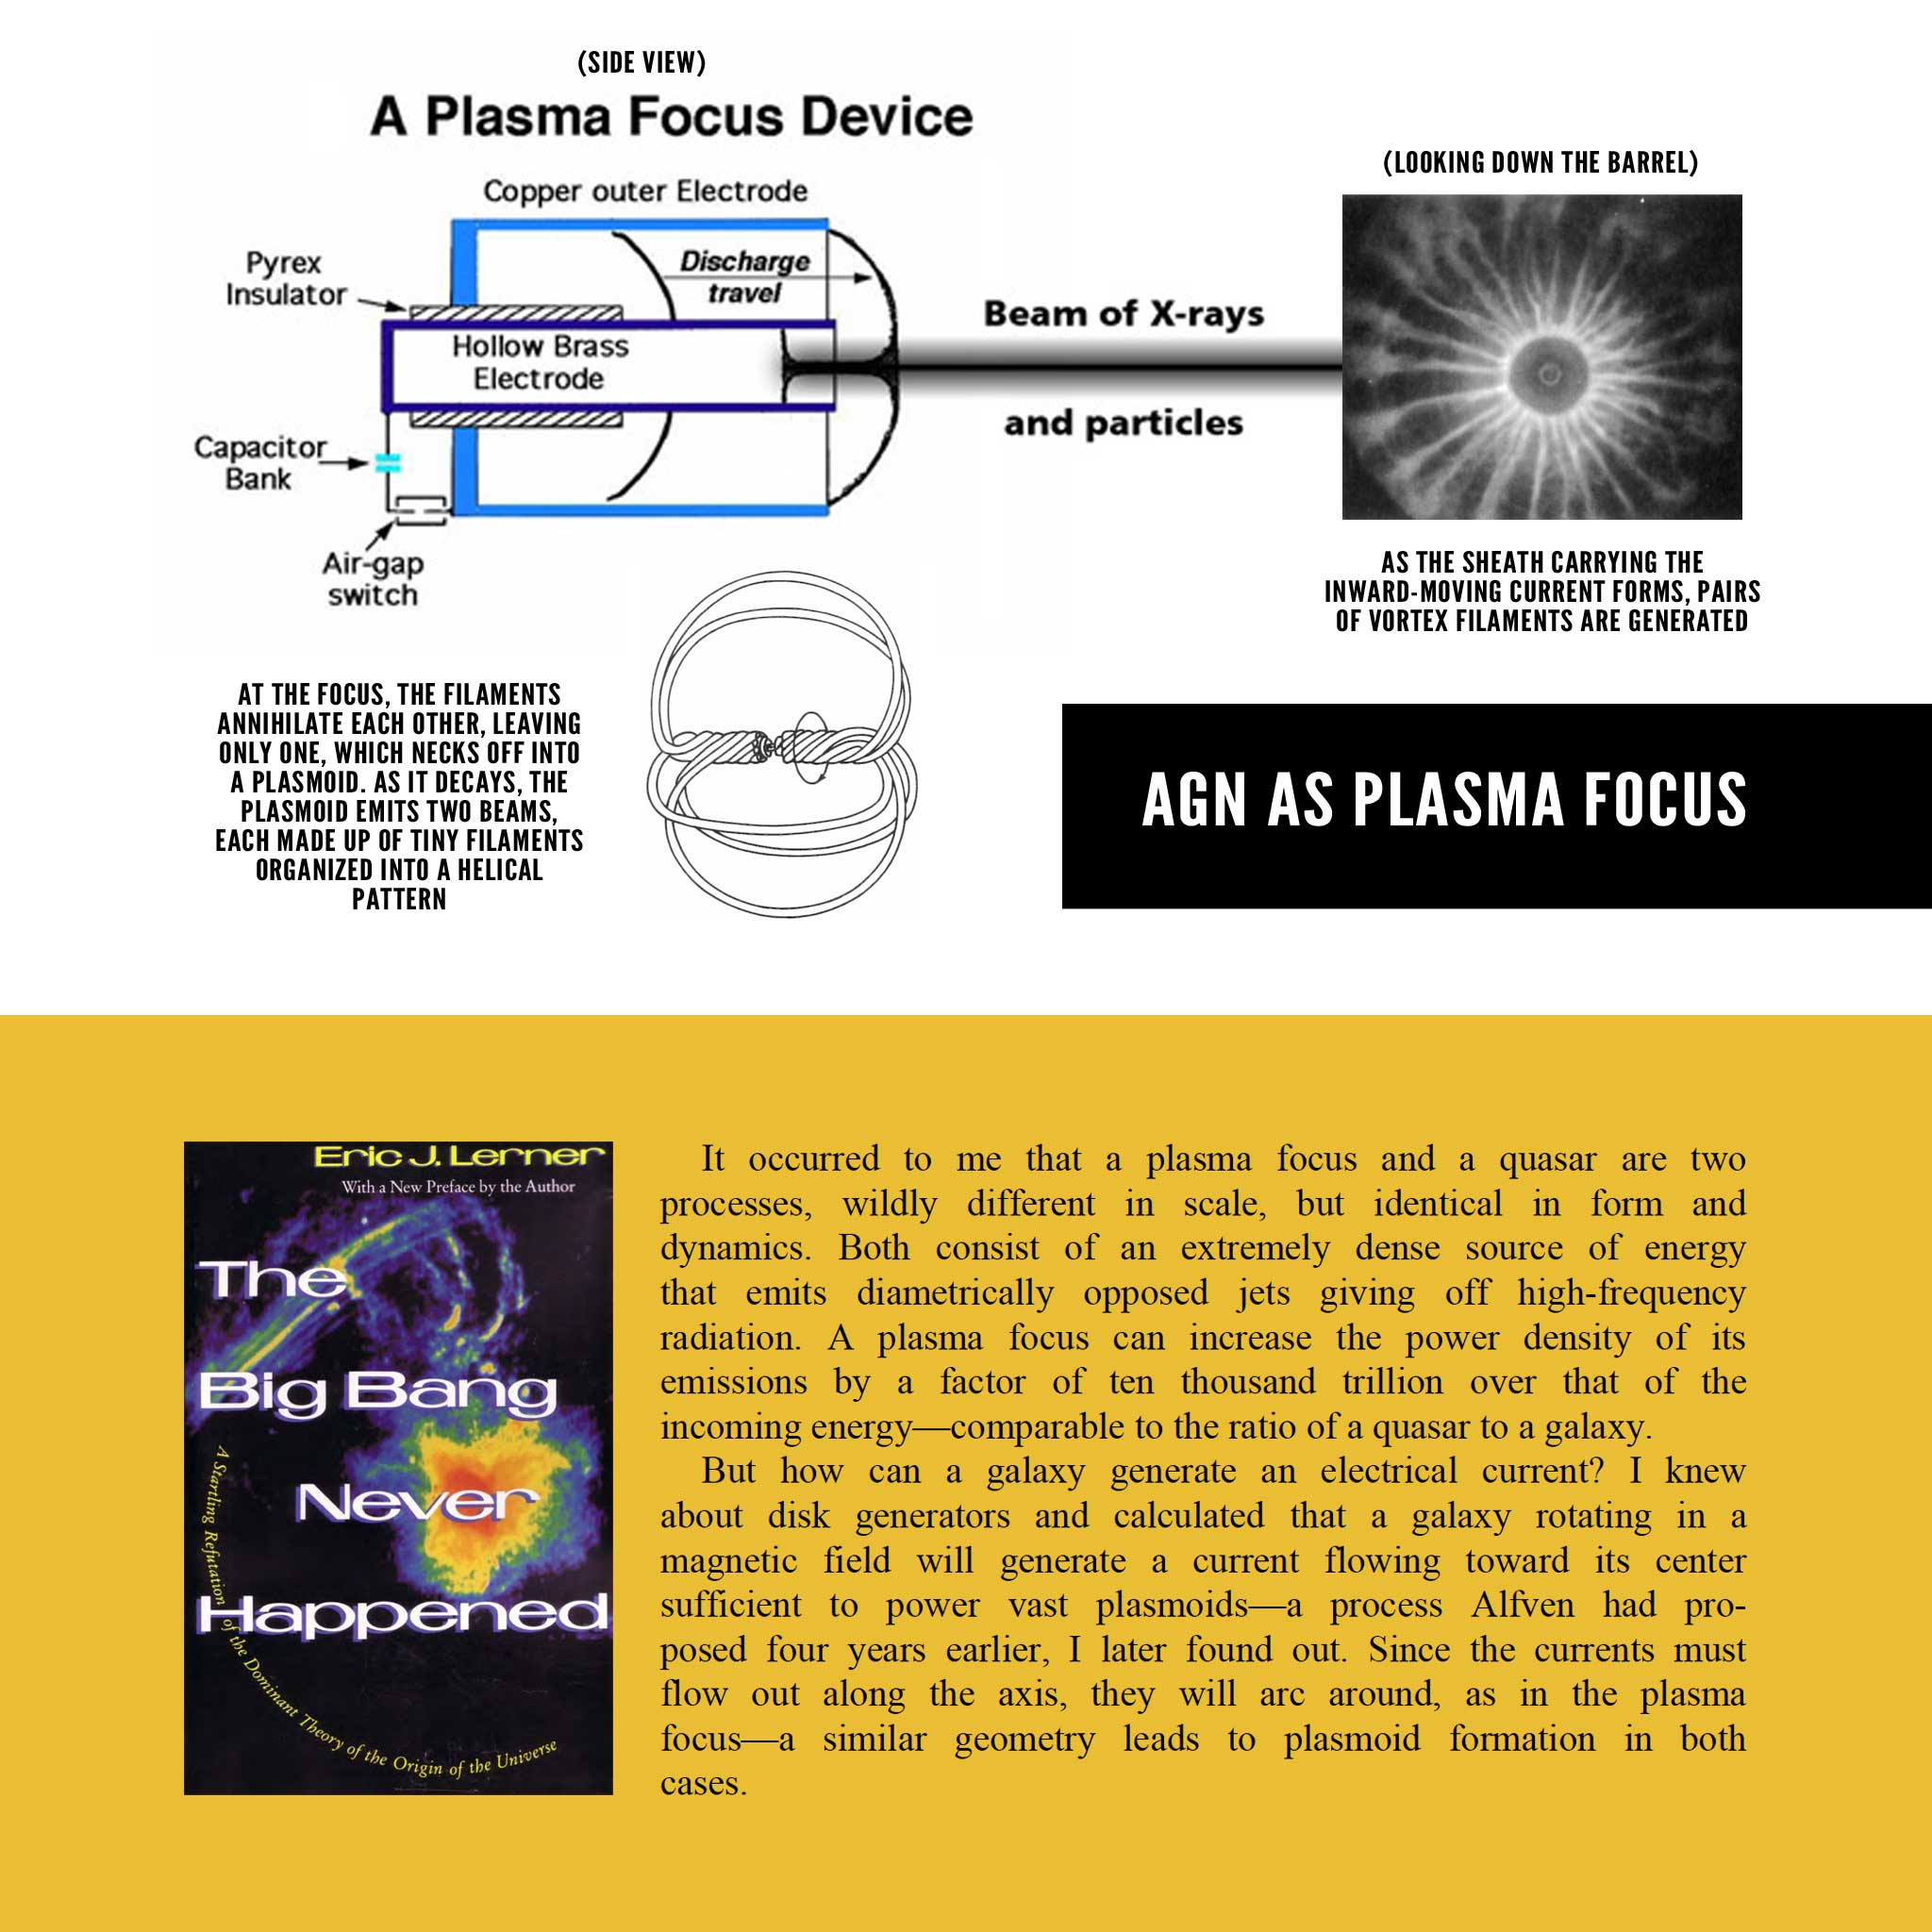 (SIDE VIEW)
A Plasma Focus Device
Copper outer Electrode
Pyrex
Insulator
Discharge
travel
Hollow Brass
Electrode
Capacitor
Bank
Air-gap
switch
Beam of X-rays
and particles
(LOOKING DOWN THE BARREL)
AS THE SHEATH CARRYING THE
INWARD-MOVING CURRENT FORMS, PAIRS
OF VORTEX FILAMENTS ARE GENERATED
AT THE FOCUS, THE FILAMENTS
ANNIHILATE EACH OTHER, LEAVING
ONLY ONE, WHICH NECKS OFF INTO
A PLASMOID. AS IT DECAYS, THE
PLASMOID EMITS TWO BEAMS,
EACH MADE UP OF TINY FILAMENTS
ORGANIZED INTO A HELICAL
PATTERN
AGN AS PLASMA FOCUS
Eric J. Lerner
With a New Preface by the Author
The
Big Bang
Never
Happened
A Startling Refutation of the Dominant Theory of the Origin of the Universe
It occurred to me that a plasma focus and a quasar are two
processes, wildly different in scale, but identical in form and
dynamics. Both consist of an extremely dense source of energy
that emits diametrically opposed jets giving off high-frequency
radiation. A plasma focus can increase the power density of its
emissions by a factor of ten thousand trillion over that of the
incoming energy—comparable to the ratio of a quasar to a galaxy.
But how can a galaxy generate an electrical current? I knew
about disk generators and calculated that a galaxy rotating in a
magnetic field will generate a current flowing toward its center
sufficient to power vast plasmoids—a process Alfven had pro-
posed four years earlier, I later found out. Since the currents must
flow out along the axis, they will arc around, as in the plasma
focus—a similar geometry leads to plasmoid formation in both
cases.